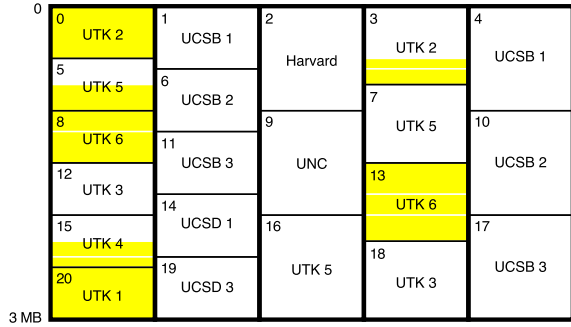 0
0
UTK 2
5
UTK 5
8
UTK 6
12
UTK 3
15
UTK 4
20
UTK 1
3 MB
1
UCSB 1
6
UCSB 2
11
UCSB 3
14
UCSD 1
19
UCSD 3
2
Harvard
9
UNC
16
UTK 5
3
UTK 2
7
UTK 5
13
UTK 6
18
UTK 3
4
UCSB 1
10
UCSB 2
17
UCSB 3